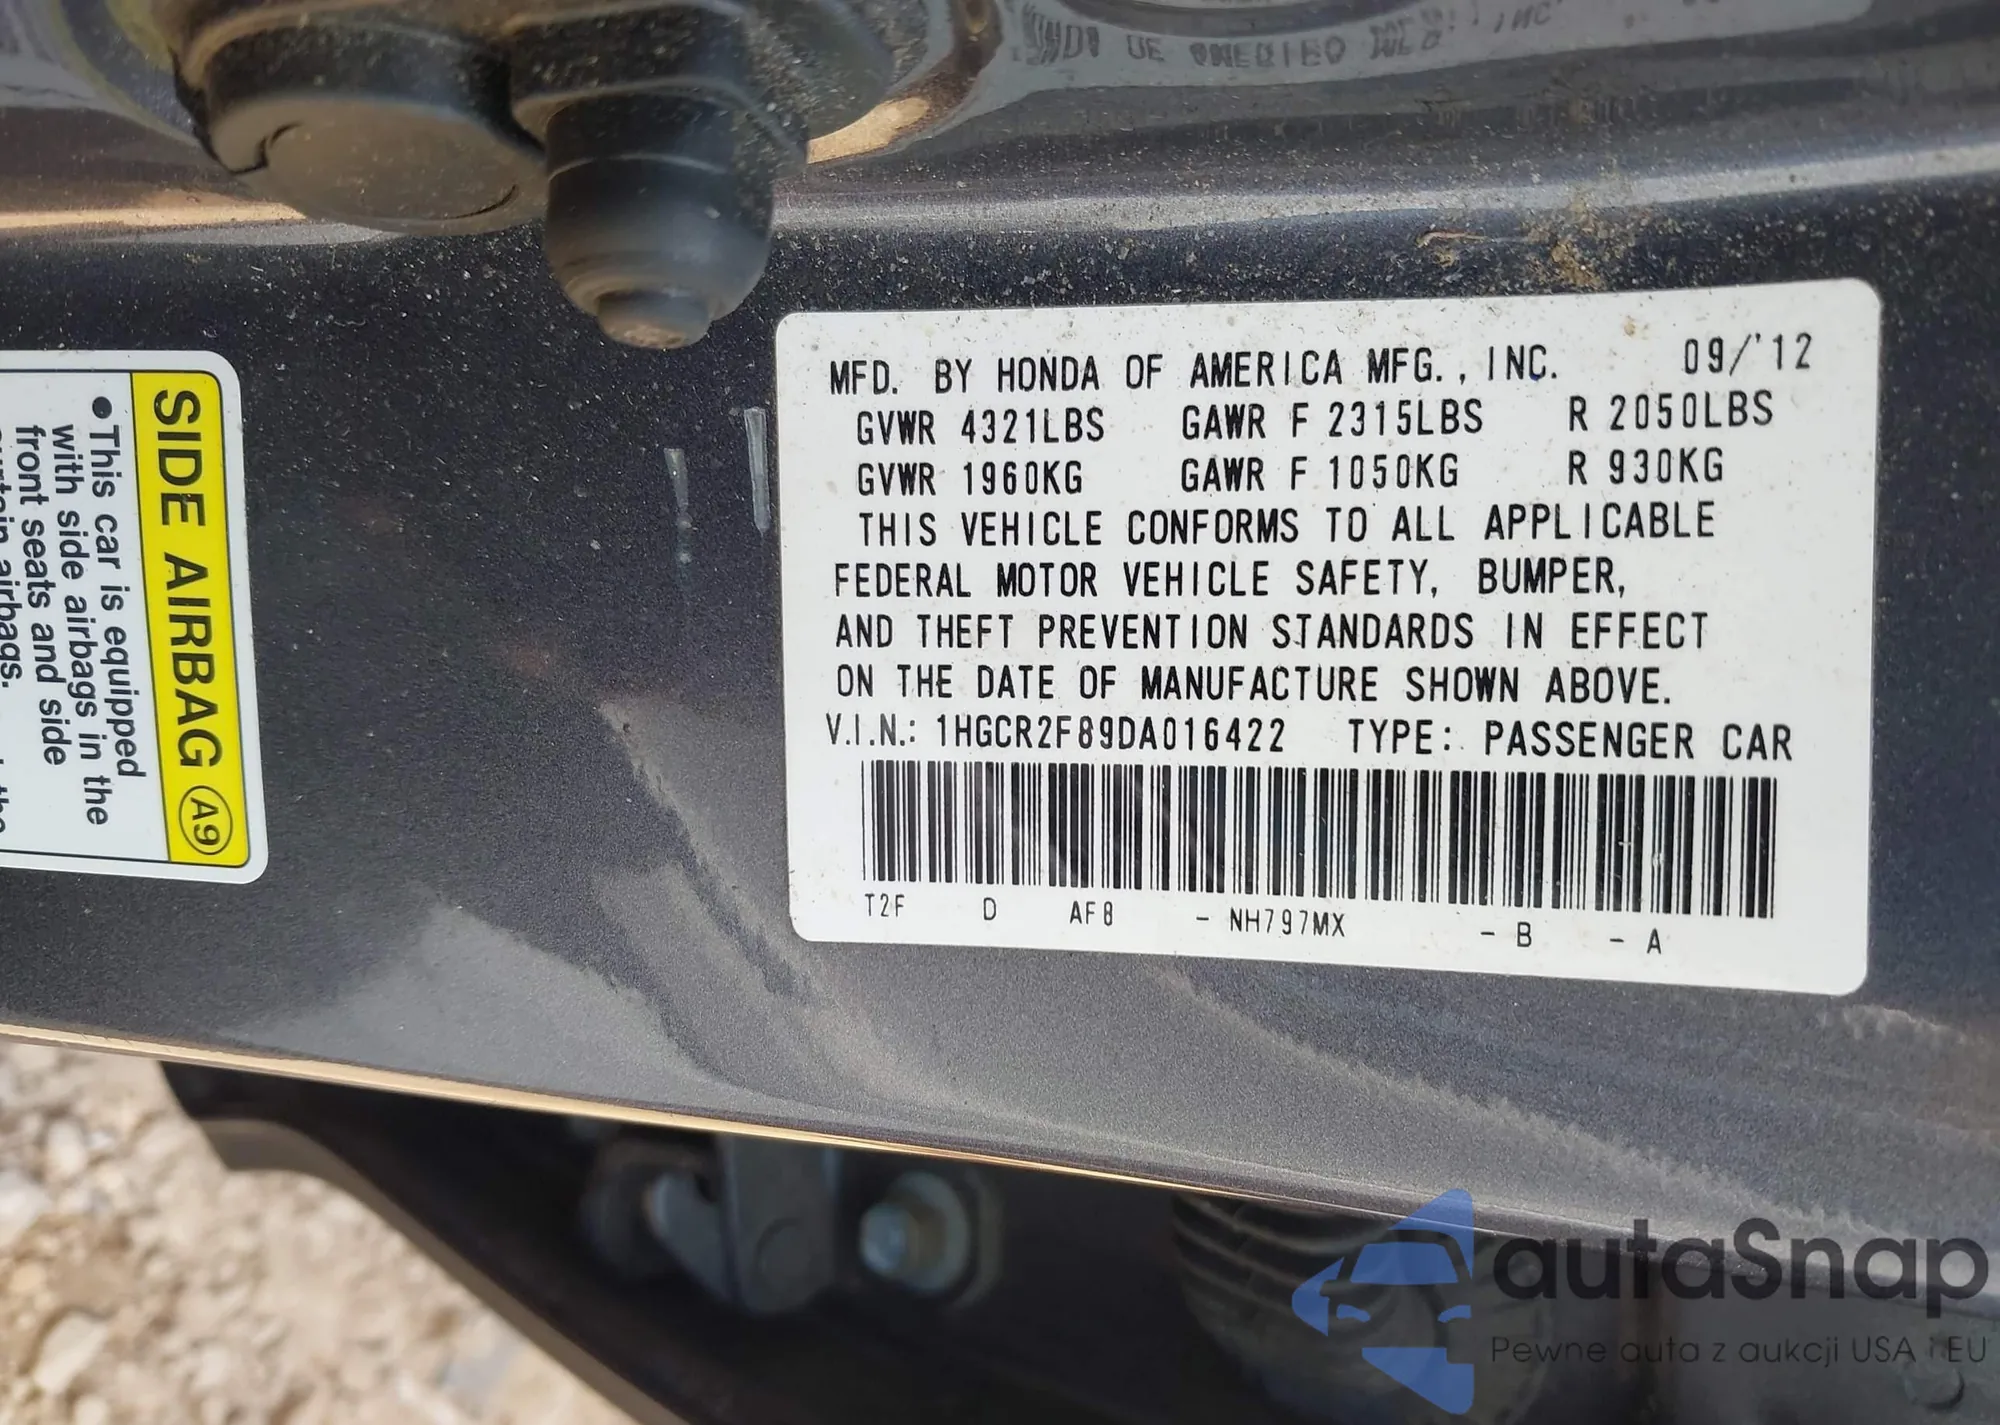 MFD. BY HONDA OF AMERICA MFG., INC. 09/'12
GVWR 4321LBS GAWR F 2315LBS R 2050LBS
GVWR 1960KG GAWR F 1050KG R 930KG
THIS VEHICLE CONFORMS TO ALL APPLICABLE
FEDERAL MOTOR VEHICLE SAFETY, BUMPER,
AND THEFT PREVENTION STANDARDS IN EFFECT
ON THE DATE OF MANUFACTURE SHOWN ABOVE.
V.I.N.: 1HGCR2F89DA016422 TYPE: PASSENGER CAR
T2F D AF8 - NH797MX - B - A
SIDE AIRBAG A9
●This car is equipped
with side airbags in the
front seats and side
airbags.
autaSnap
Pewne auta z aukcji USA i EU